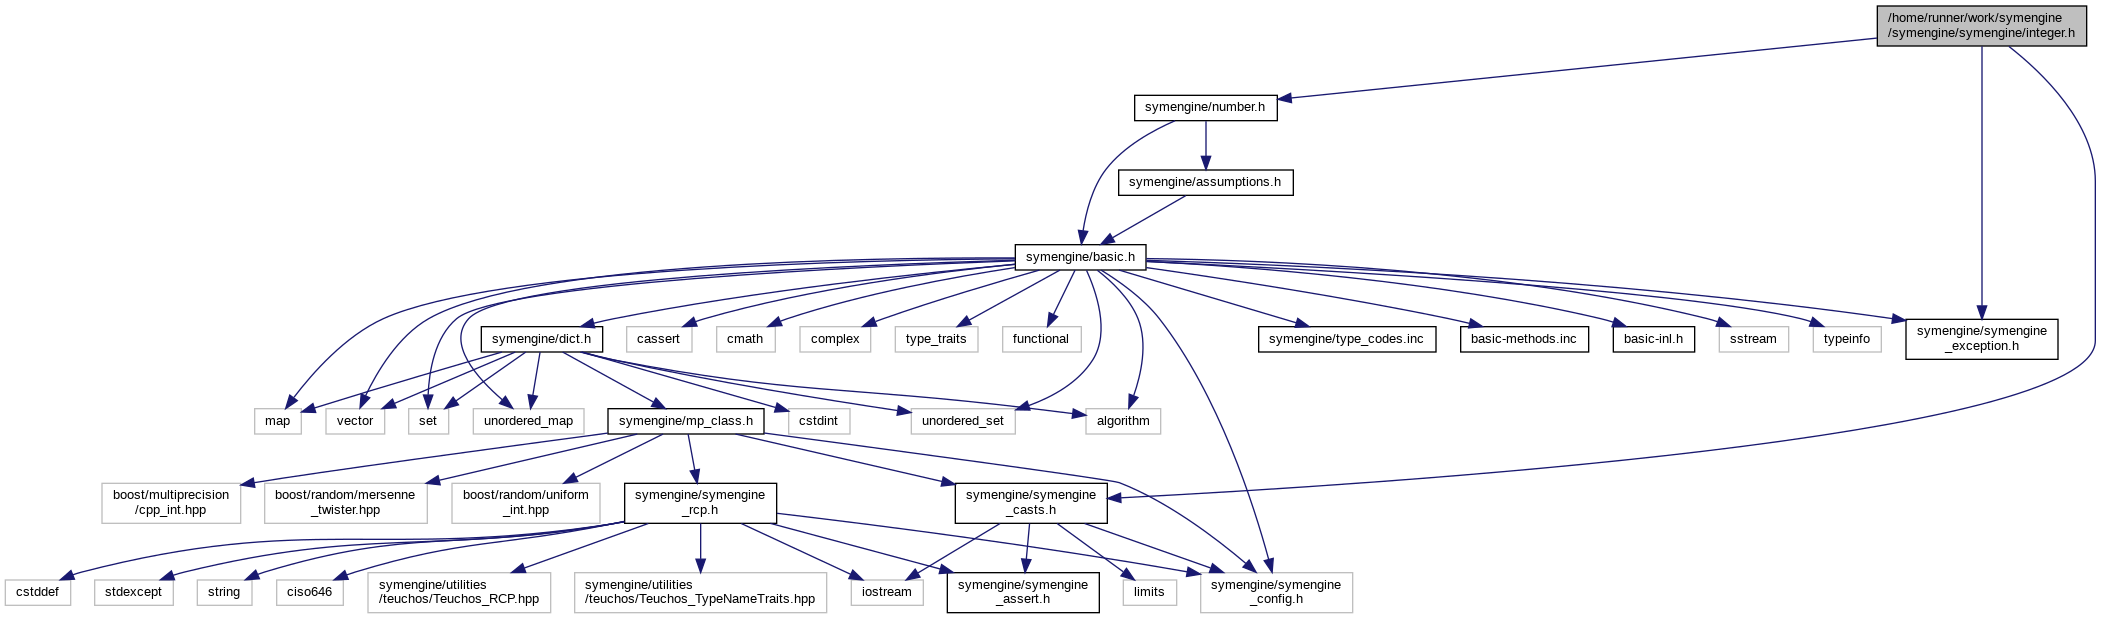 /home/runner/work/symengine
/symengine/symengine/integer.h
symengine/number.h
symengine/assumptions.h
symengine/basic.h
symengine/dict.h
cassert
cmath
complex
type_traits
functional
symengine/type_codes.inc
basic-methods.inc
basic-inl.h
sstream
typeinfo
symengine/symengine
_exception.h
map
vector
set
unordered_map
symengine/mp_class.h
cstdint
unordered_set
algorithm
boost/multiprecision
/cpp_int.hpp
boost/random/mersenne
_twister.hpp
boost/random/uniform
_int.hpp
symengine/symengine
_rcp.h
symengine/symengine
_casts.h
cstddef
stdexcept
string
ciso646
symengine/utilities
/teuchos/Teuchos_RCP.hpp
symengine/utilities
/teuchos/Teuchos_TypeNameTraits.hpp
iostream
symengine/symengine
_assert.h
limits
symengine/symengine
_config.h